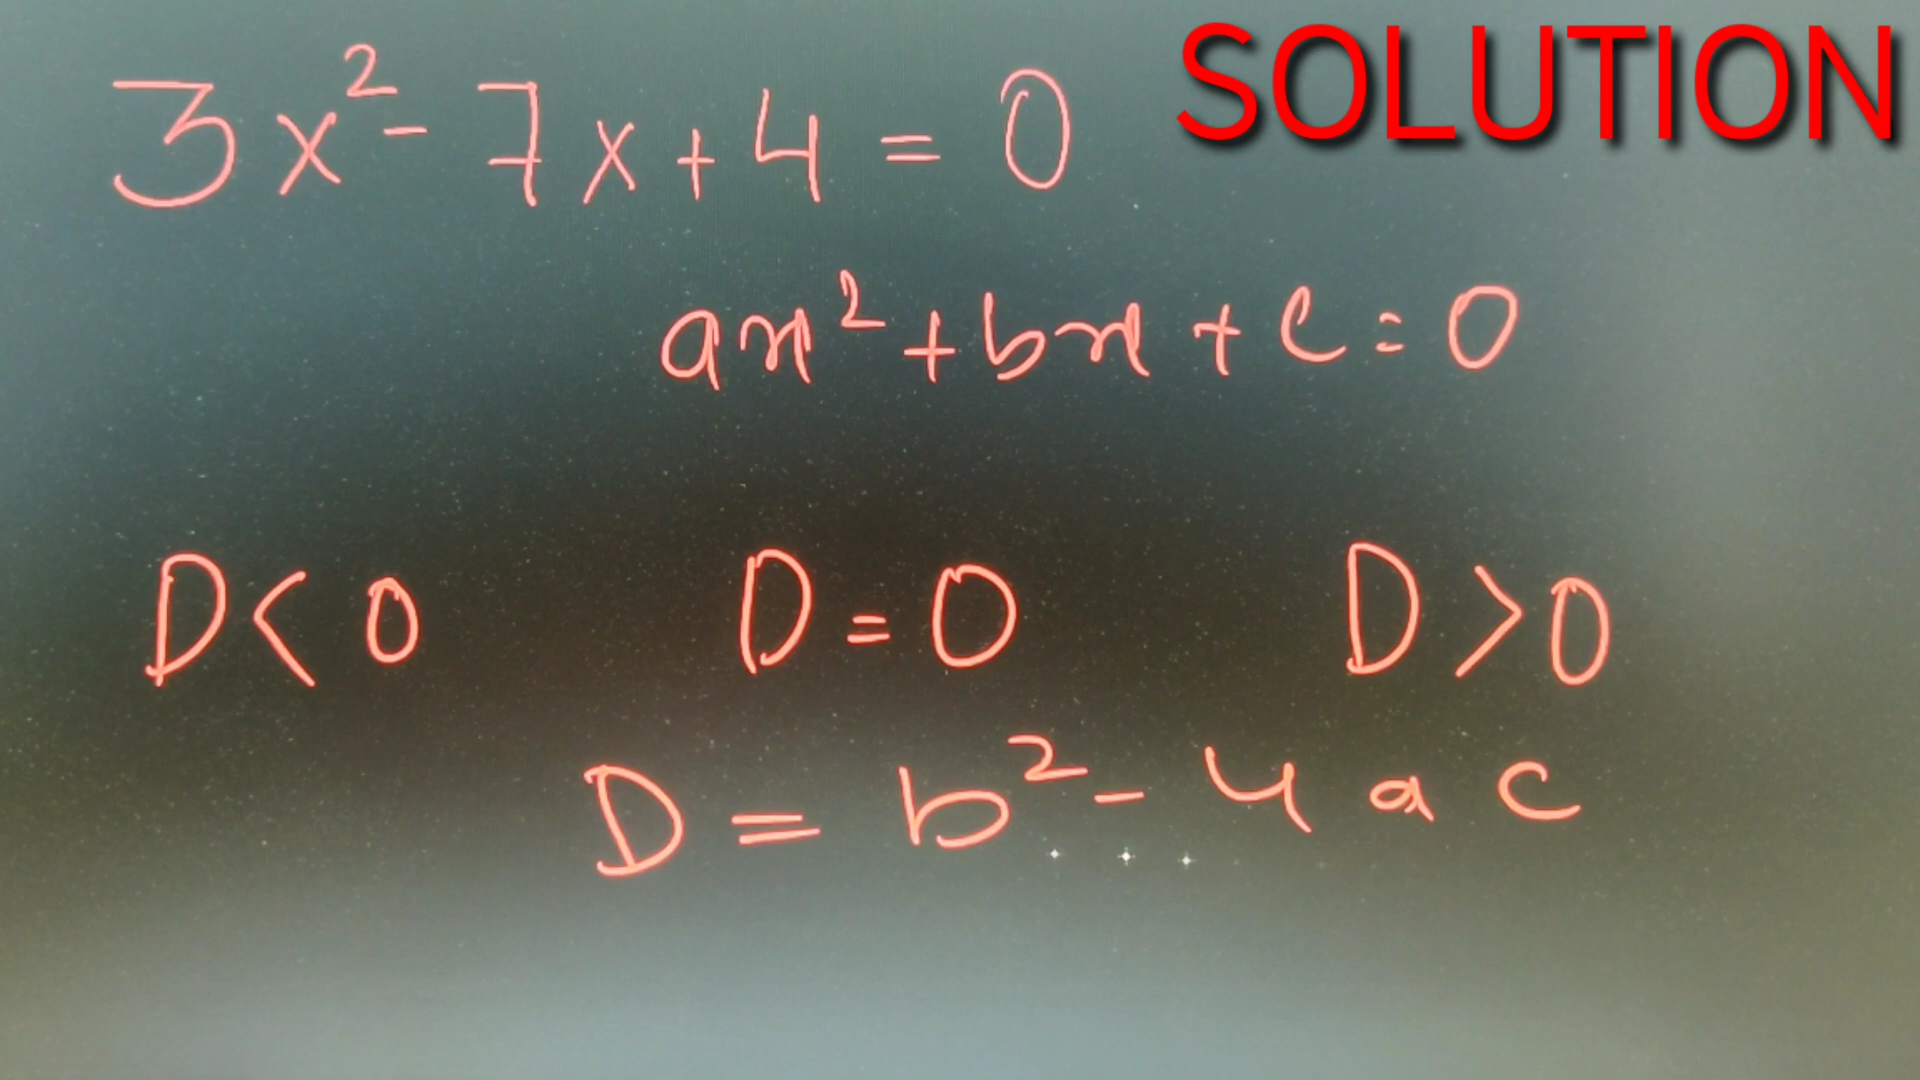 3x² - 7x + 4 = 0 SOLUTION
ax² + bx + c = 0
D < 0 D = 0 D > 0
D = b² - 4ac